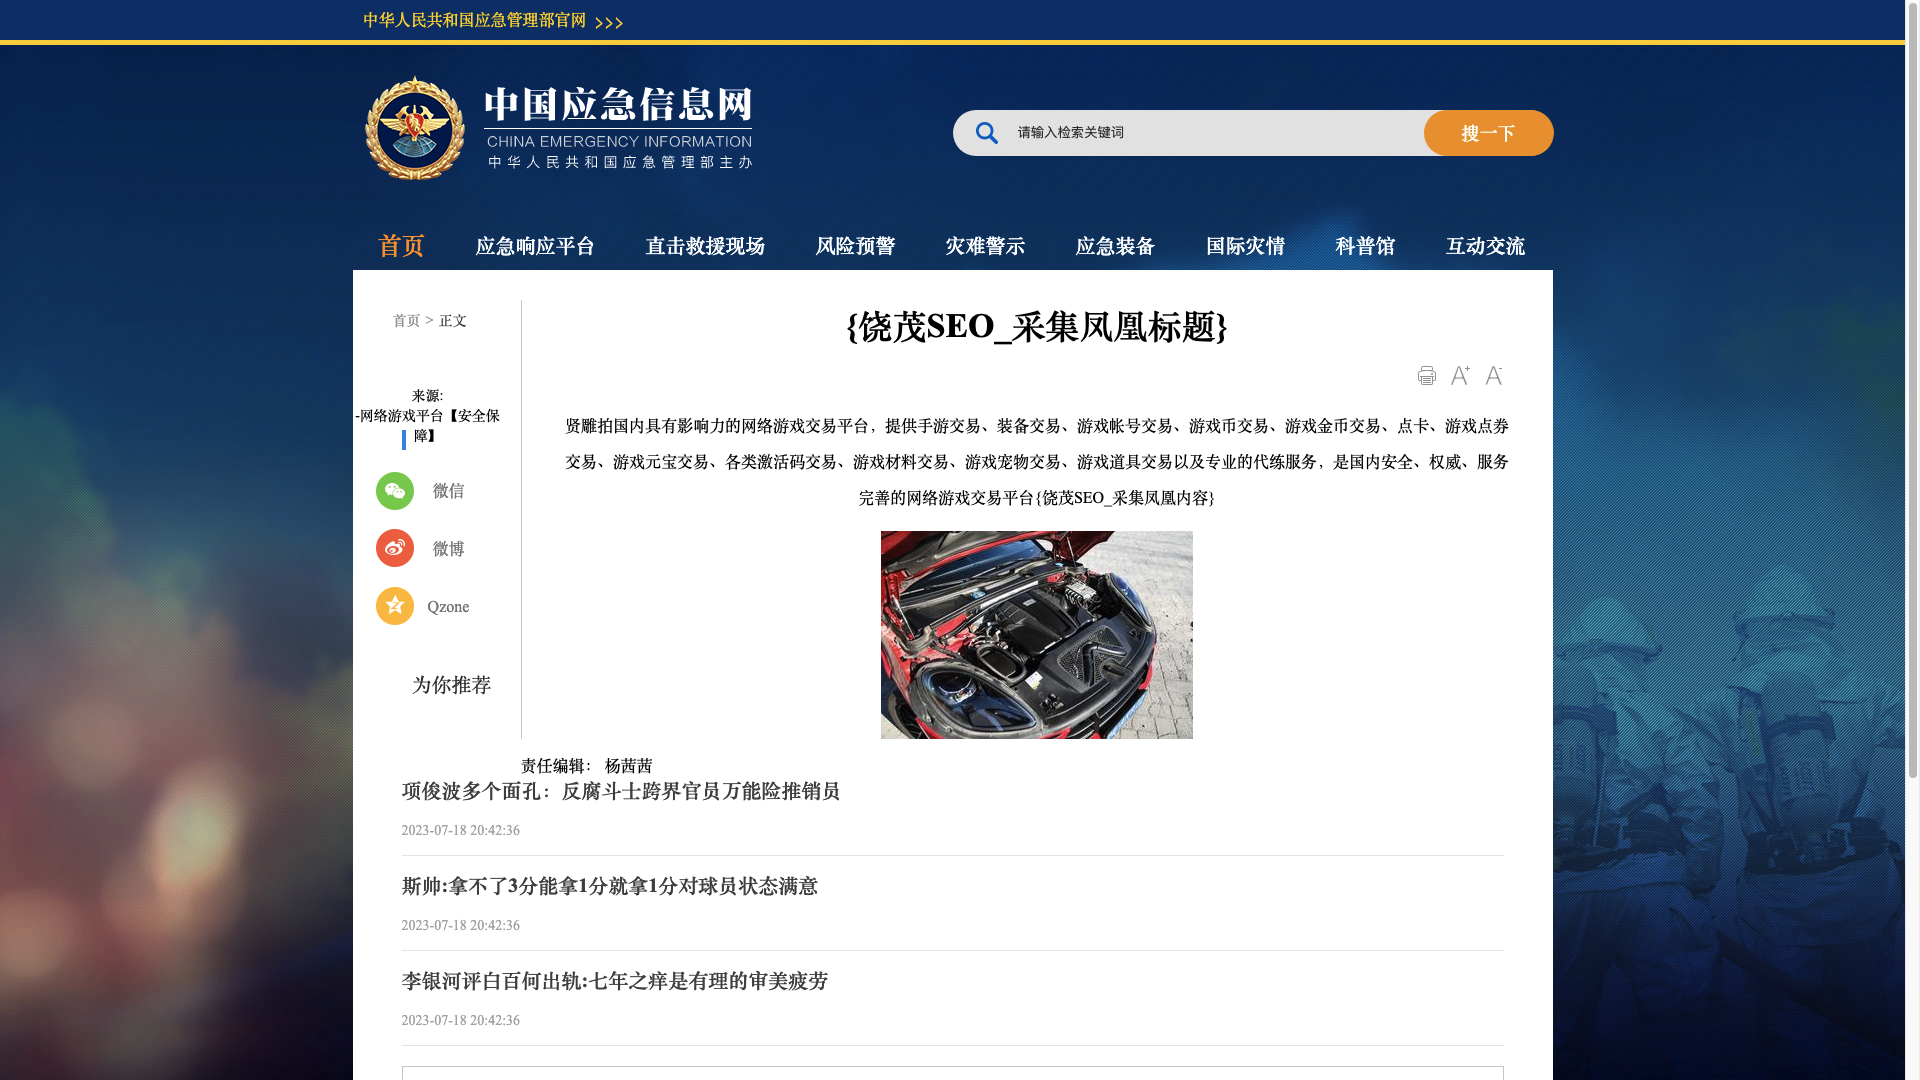 中华人民共和国应急管理部官网 >>>
中国应急信息网
CHINA EMERGENCY INFORMATION
中华人民共和国应急管理部主办
请输入检索关键词
搜一下
首页 应急响应平台 直击救援现场 风险预警 灾难警示 应急装备 国际灾情 科普馆 互动交流
首页 > 正文
来源:
-网络游戏平台【安全保
障】
微信
微博
Qzone
为你推荐
{饶茂SEO_采集凤凰标题}
A+ A-
贤雕拍国内具有影响力的网络游戏交易平台，提供手游交易、装备交易、游戏帐号交易、游戏币交易、游戏金币交易、点卡、游戏点券
交易、游戏元宝交易、各类激活码交易、游戏材料交易、游戏宠物交易、游戏道具交易以及专业的代练服务，是国内安全、权威、服务
完善的网络游戏交易平台{饶茂SEO_采集凤凰内容}
责任编辑： 杨茜茜
项俊波多个面孔：反腐斗士跨界官员万能险推销员
2023-07-18 20:42:36
斯帅:拿不了3分能拿1分就拿1分对球员状态满意
2023-07-18 20:42:36
李银河评白百何出轨:七年之痒是有理的审美疲劳
2023-07-18 20:42:36